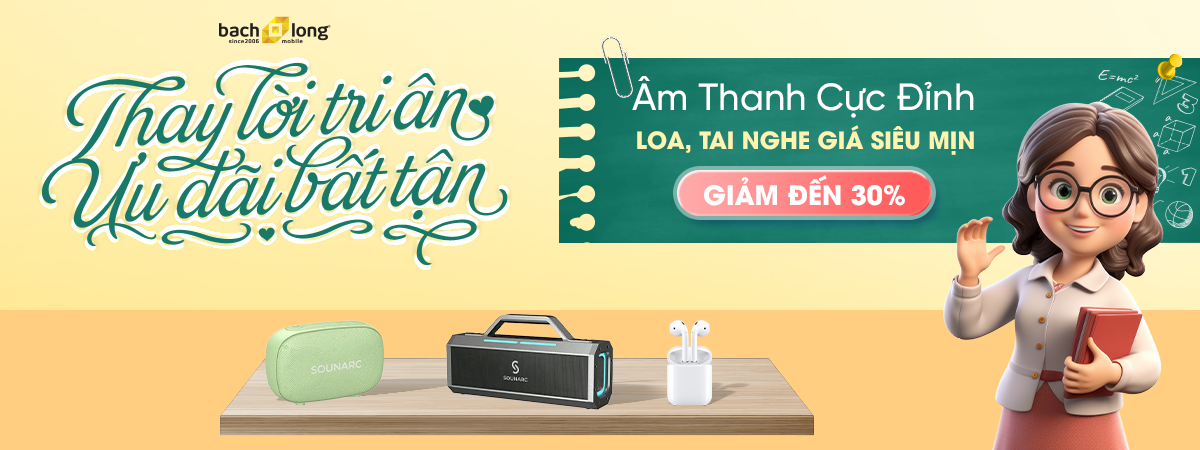 bach long
since2006 mobile
Thay lời tri ân
Ưu đãi bất tận
Âm Thanh Cực Đỉnh
LOA, TAI NGHE GIÁ SIÊU MỊN
GIẢM ĐẾN 30%
E=mc²
3
a
a
SOUNARC
SOUNARC